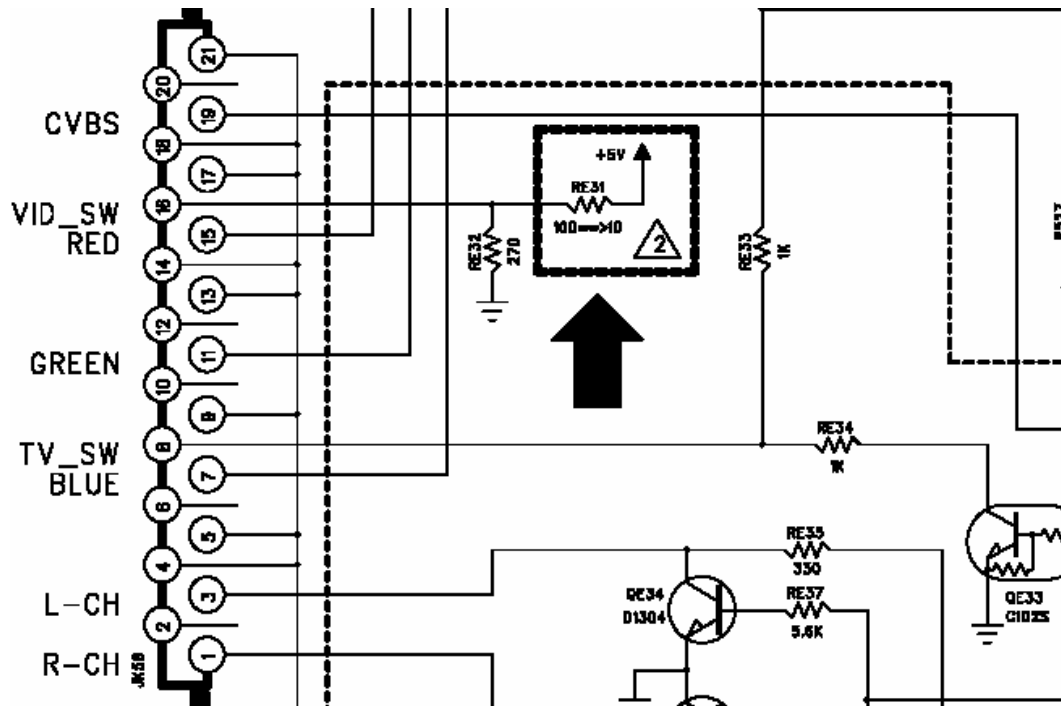 21
20
CVBS
19
18
17
VID_SW
16
RED
15
14
13
12
GREEN
11
10
9
TV_SW
8
BLUE
7
6
5
4
L-CH
3
2
R-CH
1
JK58
+5V
RE31
100==>10
2
RE32
270
RE33
1K
RE34
1K
RE35
330
QE34
D1304
RE37
5.6K
QE33